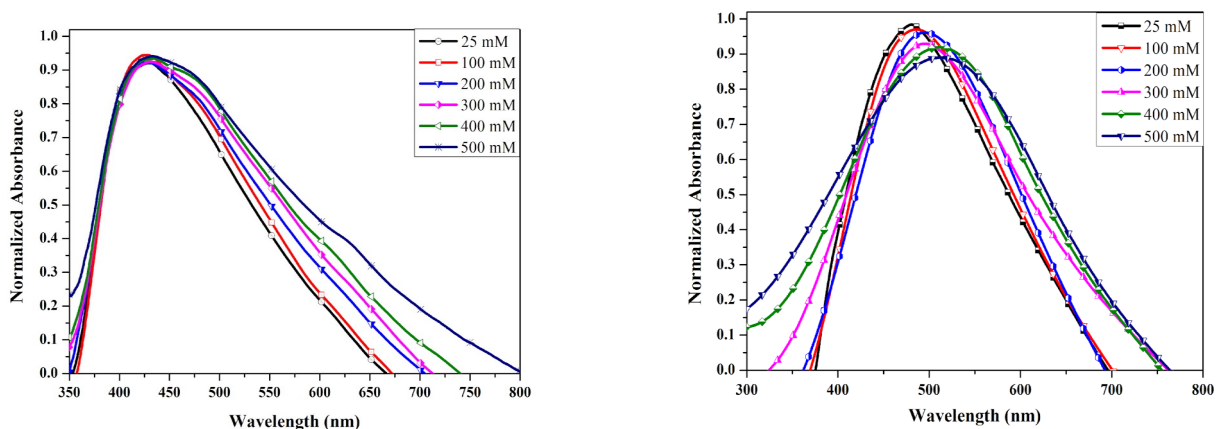 1.0
0.9
0.8
0.7
0.6
0.5
0.4
0.3
0.2
0.1
0.0
350 400 450 500 550 600 650 700 750 800
Normalized Absorbance
Wavelength (nm)
25 mM
100 mM
200 mM
300 mM
400 mM
500 mM
1.0
0.9
0.8
0.7
0.6
0.5
0.4
0.3
0.2
0.1
0.0
300 400 500 600 700 800
Normalized Absorbance
Wavelength (nm)
25 mM
100 mM
200 mM
300 mM
400 mM
500 mM